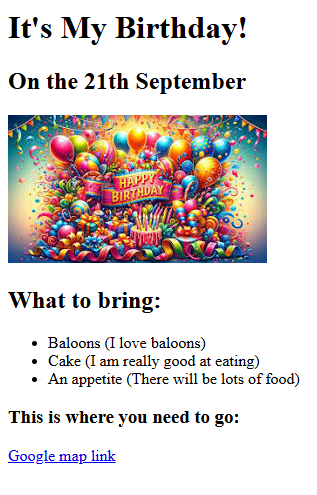 It's My Birthday!
On the 21th September
HAPPY
BIRTHDAY
What to bring:
Baloons (I love baloons)
Cake (I am really good at eating)
An appetite (There will be lots of food)
This is where you need to go:
Google map link